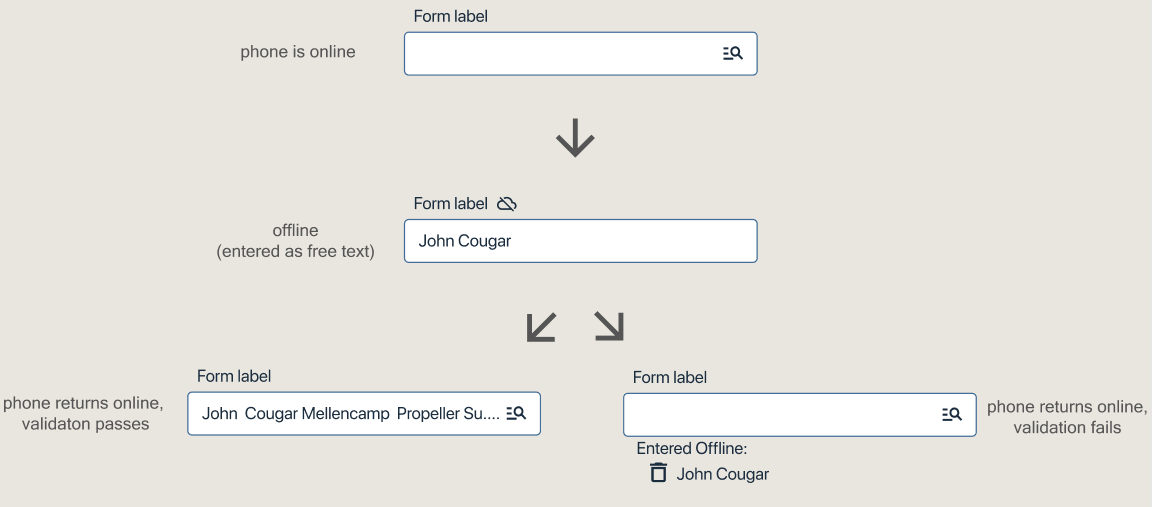 Form label
phone is online
Form label
offline
(entered as free text)
John Cougar
Form label
phone returns online,
validaton passes
John Cougar Mellencamp Propeller Su....
Form label
phone returns online,
validation fails
Entered Offline:
John Cougar